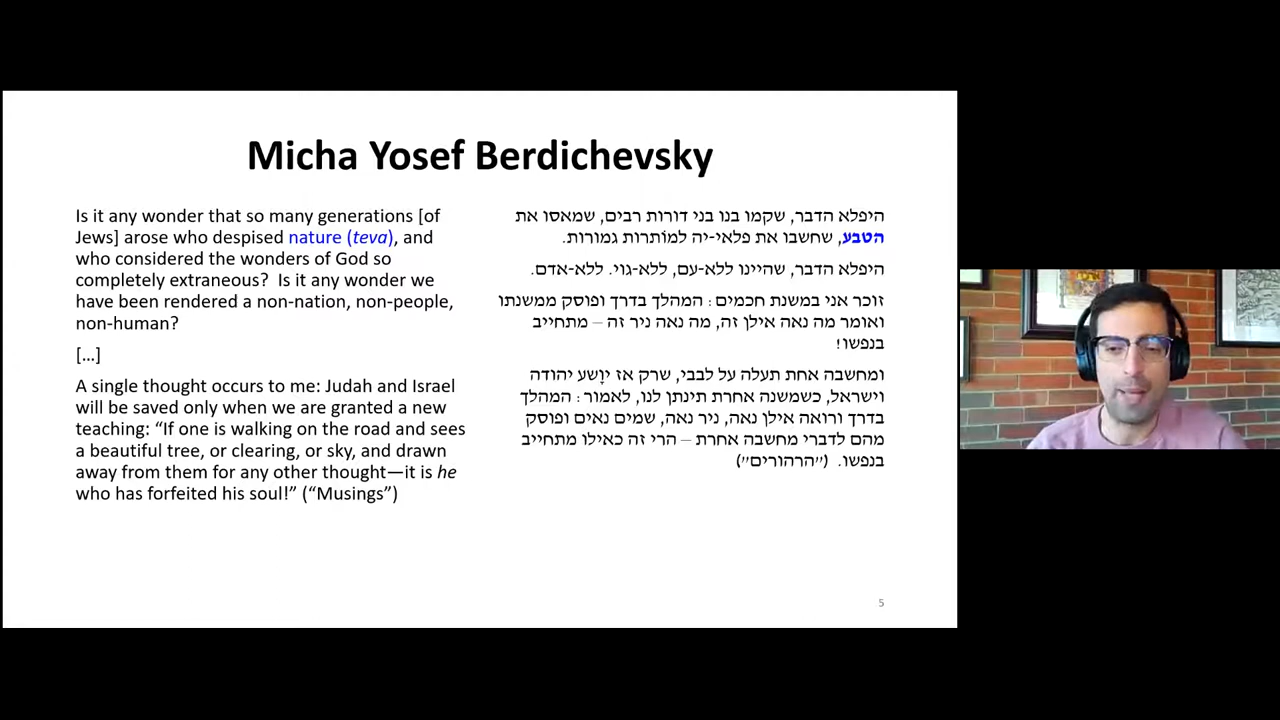 Micha Yosef Berdichevsky
Is it any wonder that so many generations [of
Jews] arose who despised nature (teva), and
who considered the wonders of God so
completely extraneous?  Is it any wonder we
have been rendered a non-nation, non-people,
non-human?
[…]
A single thought occurs to me: Judah and Israel
will be saved only when we are granted a new
teaching: “If one is walking on the road and sees
a beautiful tree, or clearing, or sky, and drawn
away from them for any other thought—it is he
who has forfeited his soul!” (“Musings”)
היפלא הדבר, שקמו בנו בני דורות רבים, שמאסו את
הטבע, שחשבו את פלאי-יה למוֹתרות גמורות.
היפלא הדבר, שהיינו ללא-עם, ללא-גוי. ללא-אדם.
זוכר אני במשנת חכמים: המהלך בדרך ופוסק ממשנתו
ואומר מה נאה אילן זה, מה נאה ניר זה – מתחייב
בנפשו!
ומחשבה אחת תעלה על לבבי, שרק אז יוָשע יהודה
וישראל, כשמשנה אחרת תינתן לנו, לאמור: המהלך
בדרך ורואה אילן נאה, ניר נאה, שמים נאים ופוסק
מהם לדברי מחשבה אחרת – הרי זה כאילו מתחייב
בנפשו. ("הרהורים")
5